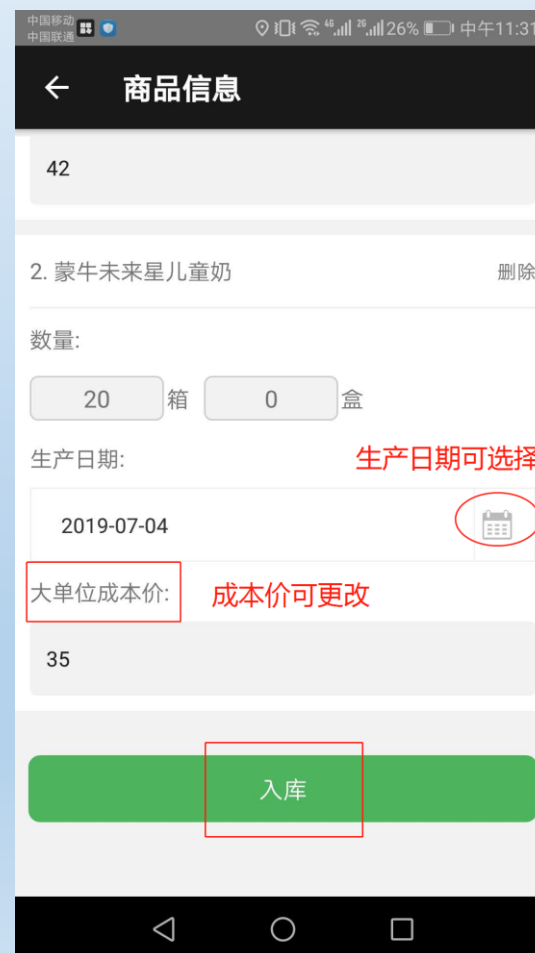 中国移动
中国联通
46 26 26% 中午11:31
商品信息
42
2. 蒙牛未来星儿童奶 删除
数量:
20 箱 0 盒
生产日期: 生产日期可选择
2019-07-04
大单位成本价: 成本价可更改
35
入库